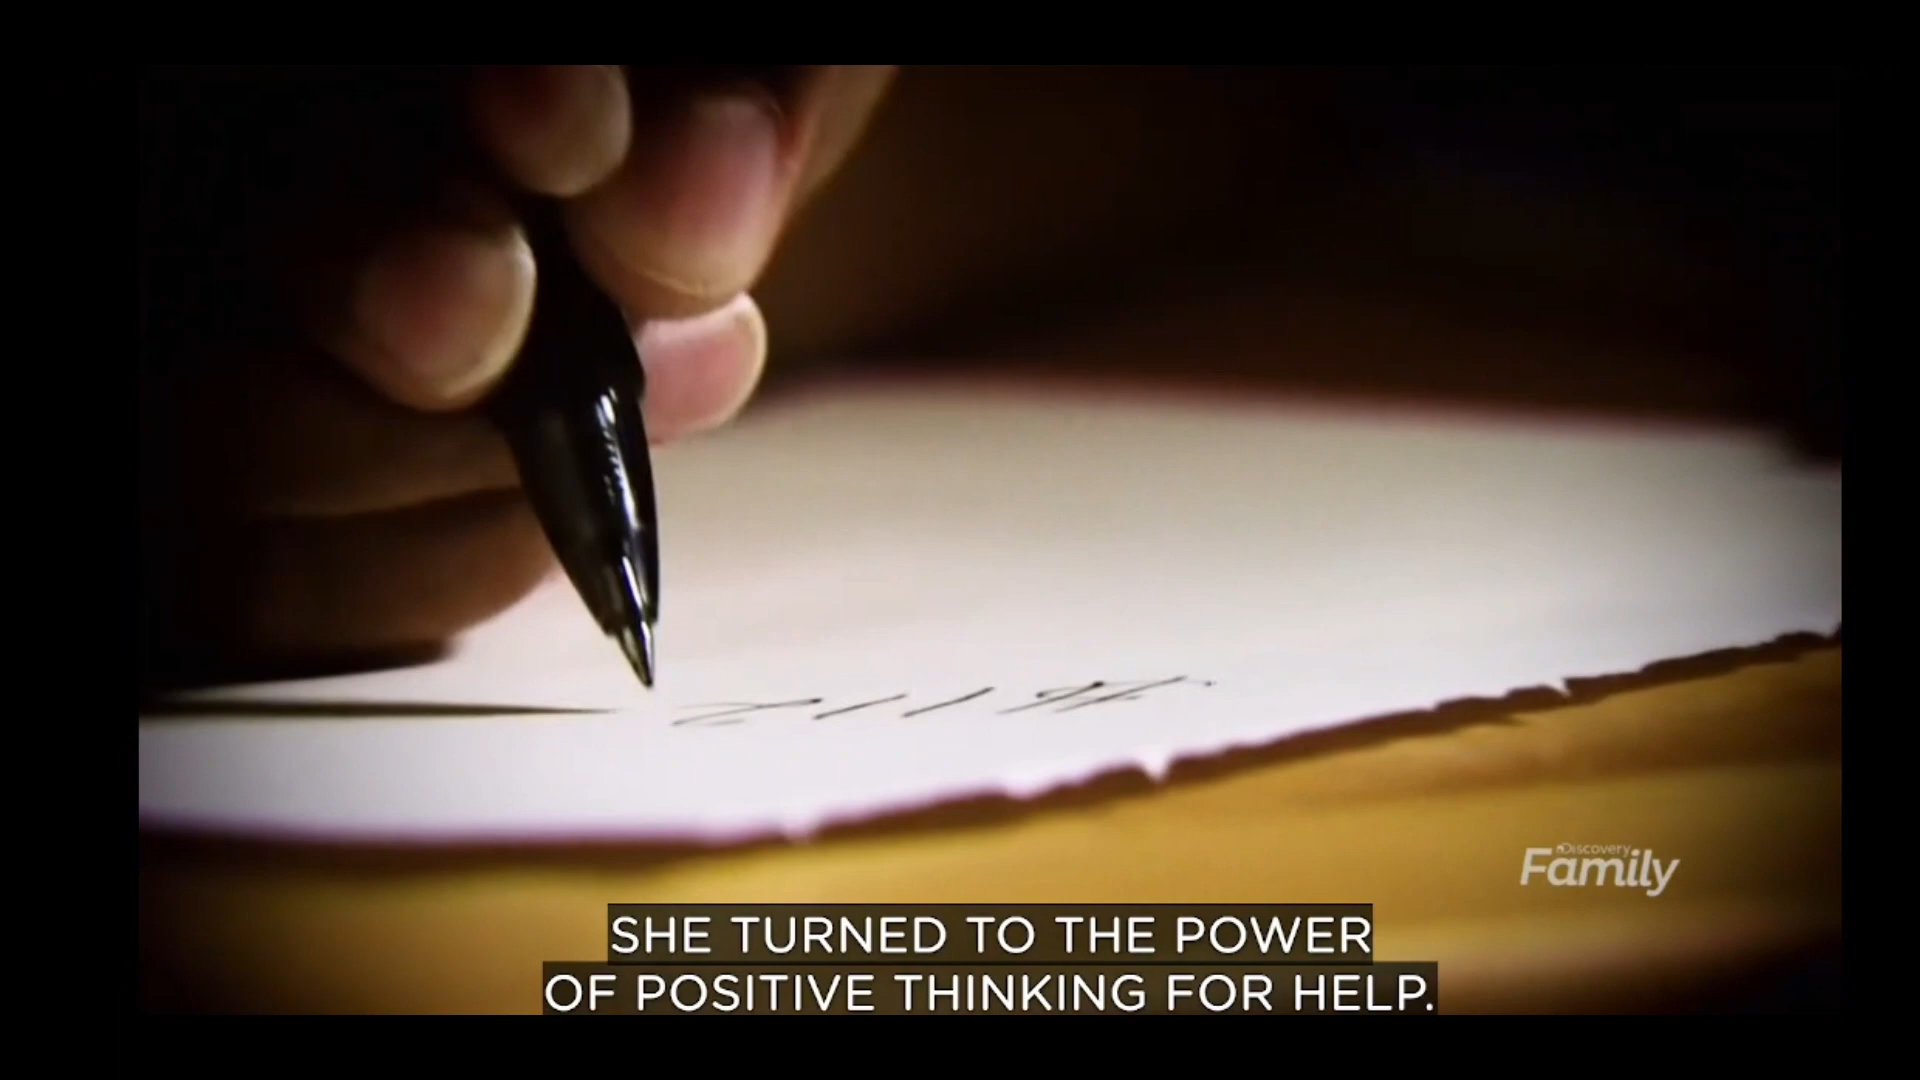 Discovery
Family
SHE TURNED TO THE POWER
OF POSITIVE THINKING FOR HELP.